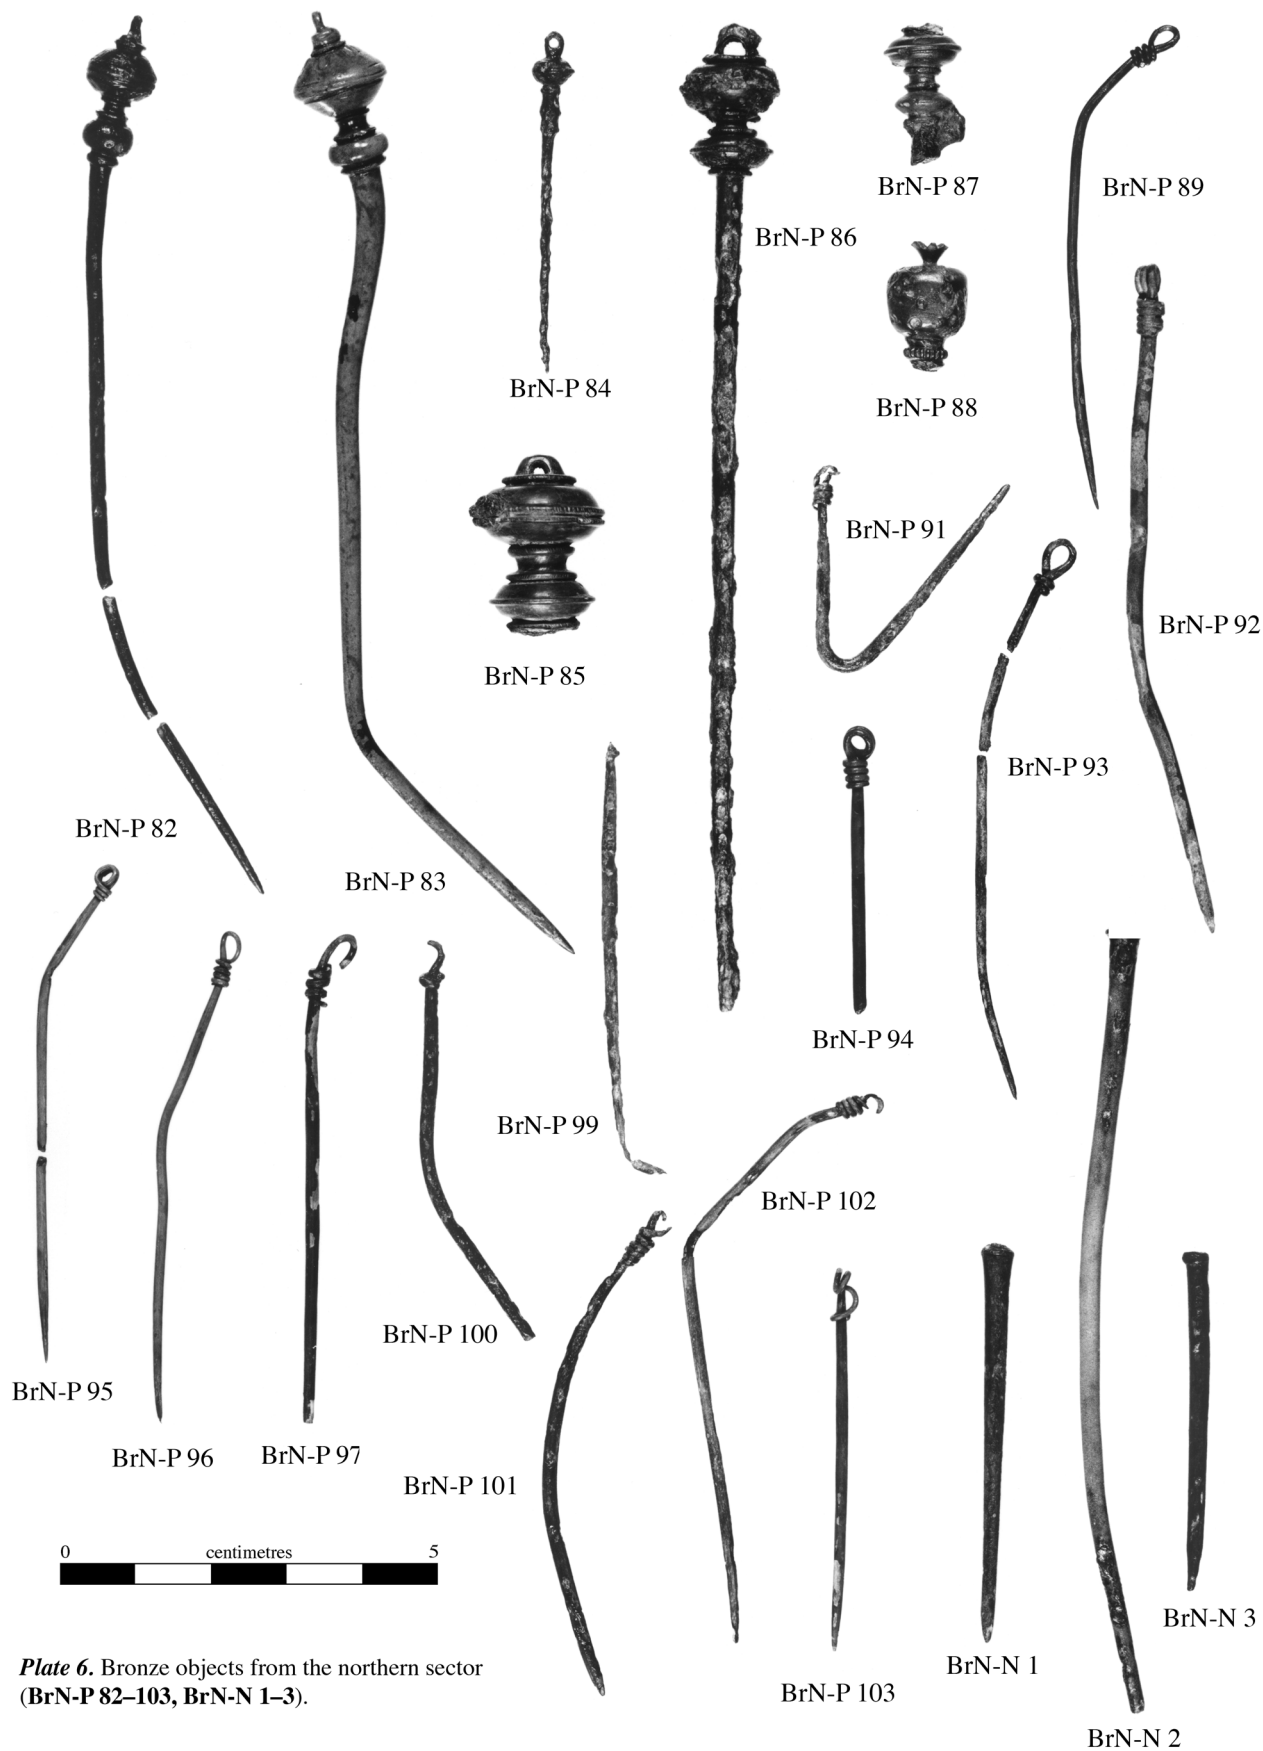 BrN-P 87
BrN-P 89
BrN-P 86
BrN-P 84
BrN-P 88
BrN-P 91
BrN-P 92
BrN-P 85
BrN-P 93
BrN-P 82
BrN-P 83
BrN-P 94
BrN-P 99
BrN-P 102
BrN-P 100
BrN-P 95
BrN-P 96
BrN-P 97
BrN-P 101
0 centimetres 5
BrN-N 3
BrN-N 1
BrN-P 103
BrN-N 2
Plate 6. Bronze objects from the northern sector
(BrN-P 82–103, BrN-N 1–3).